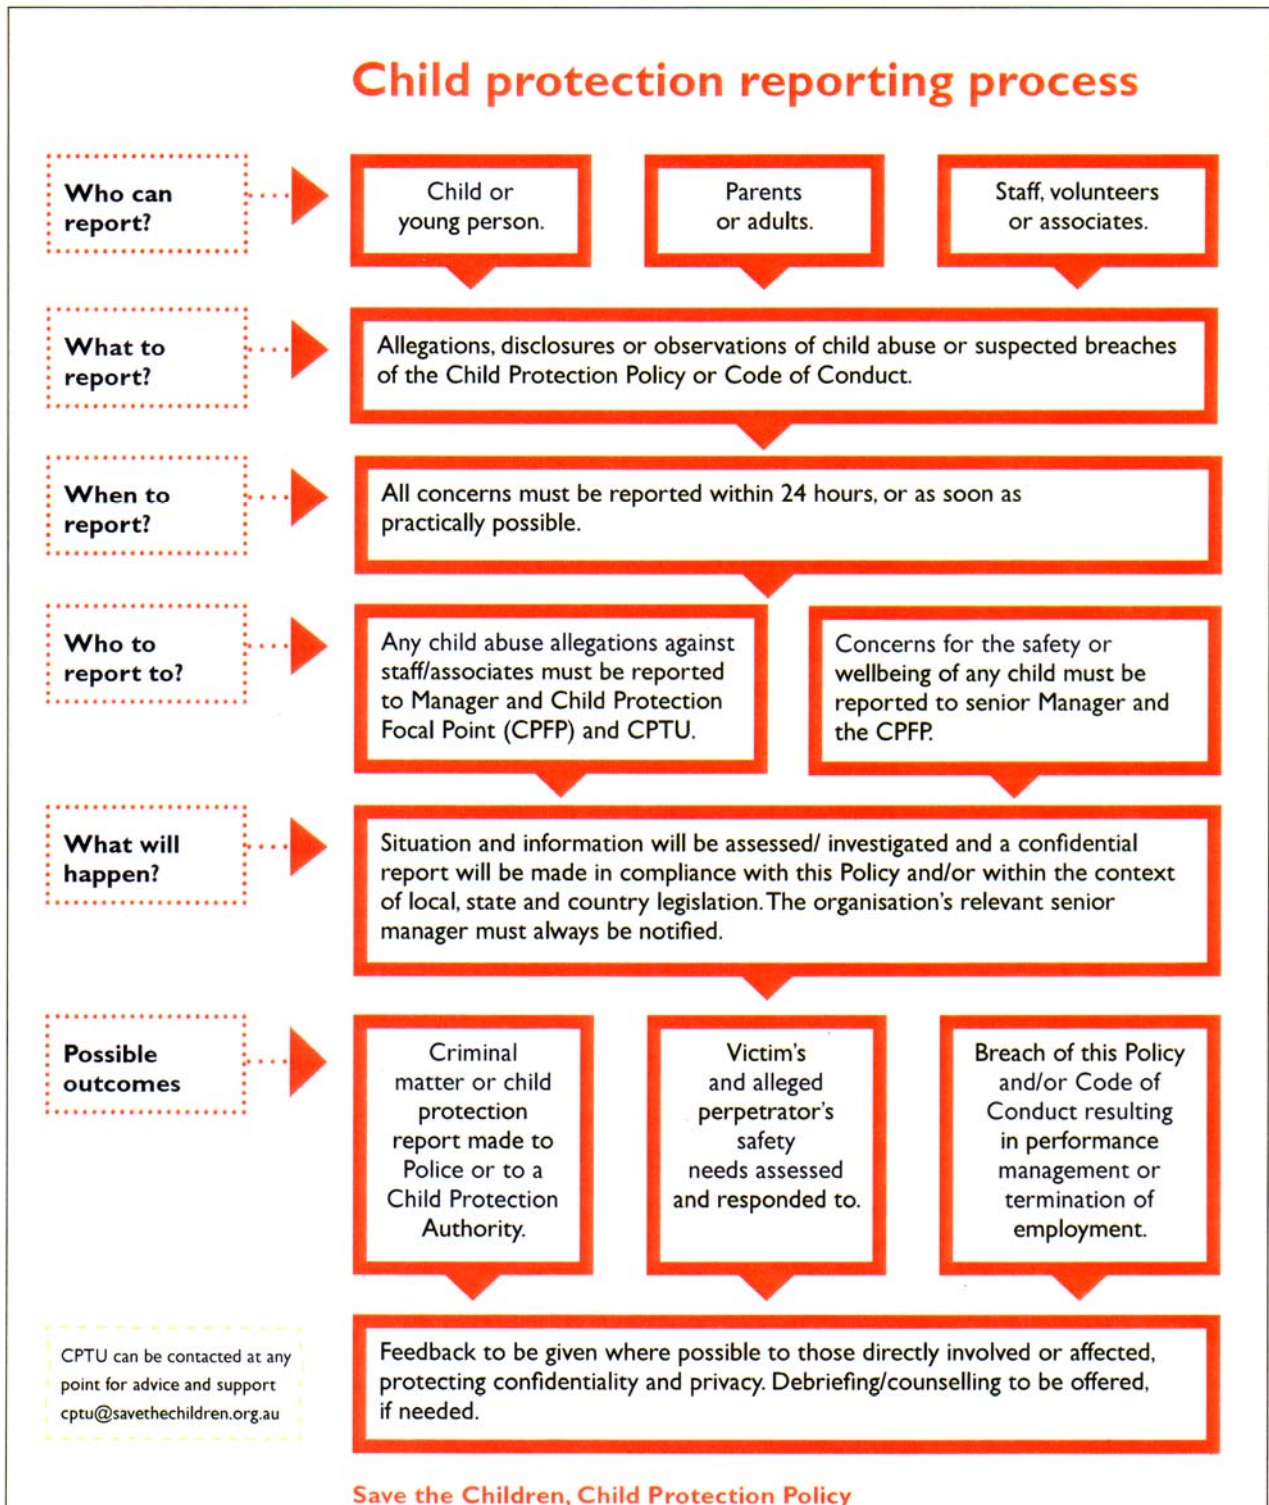 Child protection reporting process
Who can
report?
Child or
young person.
Parents
or adults.
Staff, volunteers
or associates.
What to
report?
Allegations, disclosures or observations of child abuse or suspected breaches
of the Child Protection Policy or Code of Conduct.
When to
report?
All concerns must be reported within 24 hours, or as soon as
practically possible.
Who to
report to?
Any child abuse allegations against
staff/associates must be reported
to Manager and Child Protection
Focal Point (CPFP) and CPTU.
Concerns for the safety or
wellbeing of any child must be
reported to senior Manager and
the CPFP.
What will
happen?
Situation and information will be assessed/ investigated and a confidential
report will be made in compliance with this Policy and/or within the context
of local, state and country legislation. The organisation's relevant senior
manager must always be notified.
Possible
outcomes
Criminal
matter or child
protection
report made to
Police or to a
Child Protection
Authority.
Victim's
and alleged
perpetrator's
safety
needs assessed
and responded to.
Breach of this Policy
and/or Code of
Conduct resulting
in performance
management or
termination of
employment.
CPTU can be contacted at any
point for advice and support
cptu@savethechildren.org.au
Feedback to be given where possible to those directly involved or affected,
protecting confidentiality and privacy. Debriefing/counselling to be offered,
if needed.
Save the Children, Child Protection Policy